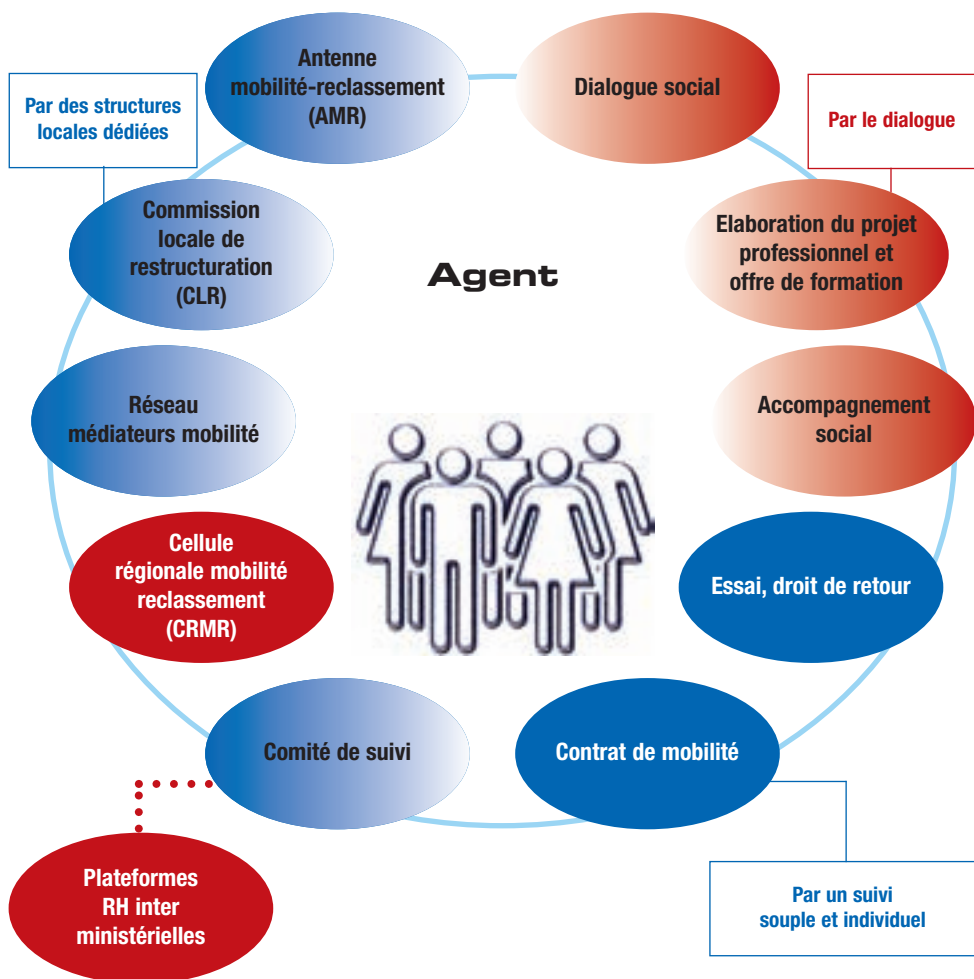 Antenne
mobilité-reclassement
(AMR)
Dialogue social
Par des structures
locales dédiées
Par le dialogue
Commission
locale de
restructuration
(CLR)
Elaboration du projet
professionnel et
offre de formation
Agent
Réseau
médiateurs mobilité
Accompagnement
social
Cellule
régionale mobilité
reclassement
(CRMR)
Essai, droit de retour
Comité de suivi
Contrat de mobilité
Plateformes
RH inter
ministérielles
Par un suivi
souple et individuel